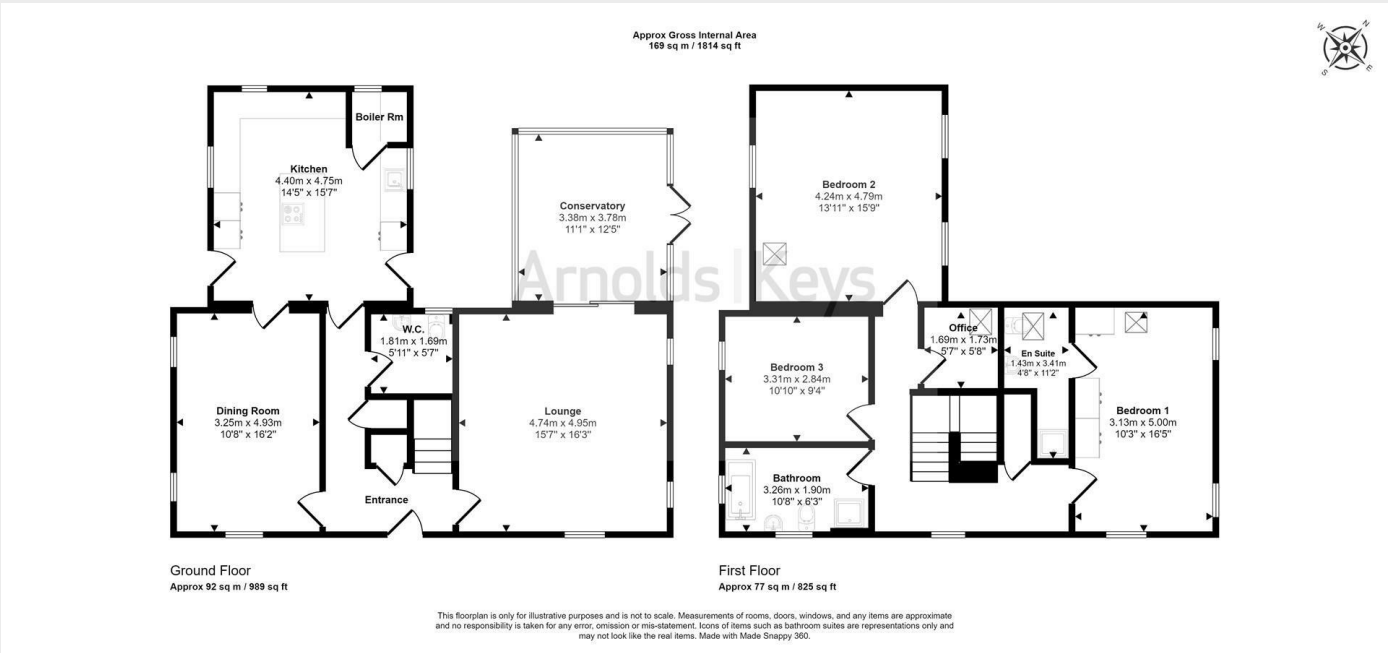 Approx Gross Internal Area
169 sq m / 1814 sq ft
N
W
E
S
Boiler Rm
Kitchen
4.40m x 4.75m
14'5" x 15'7"
Conservatory
3.38m x 3.78m
11'1" x 12'5"
Bedroom 2
4.24m x 4.79m
13'11" x 15'9"
Arnolds | Keys
W.C.
1.81m x 1.69m
5'11" x 5'7"
Dining Room
3.25m x 4.93m
10'8" x 16'2"
Lounge
4.74m x 4.95m
15'7" x 16'3"
Entrance
Bedroom 3
3.31m x 2.84m
10'10" x 9'4"
Office
1.69m x 1.73m
5'7" x 5'8"
En Suite
1.43m x 3.41m
4'8" x 11'2"
Bedroom 1
3.13m x 5.00m
10'3" x 16'5"
Bathroom
3.26m x 1.90m
10'8" x 6'3"
Ground Floor
Approx 92 sq m / 989 sq ft
First Floor
Approx 77 sq m / 825 sq ft
This floorplan is only for illustrative purposes and is not to scale. Measurements of rooms, doors, windows, and any items are approximate
and no responsibility is taken for any error, omission or mis-statement. Icons of items such as bathroom suites are representations only and
may not look like the real items. Made with Made Snappy 360.